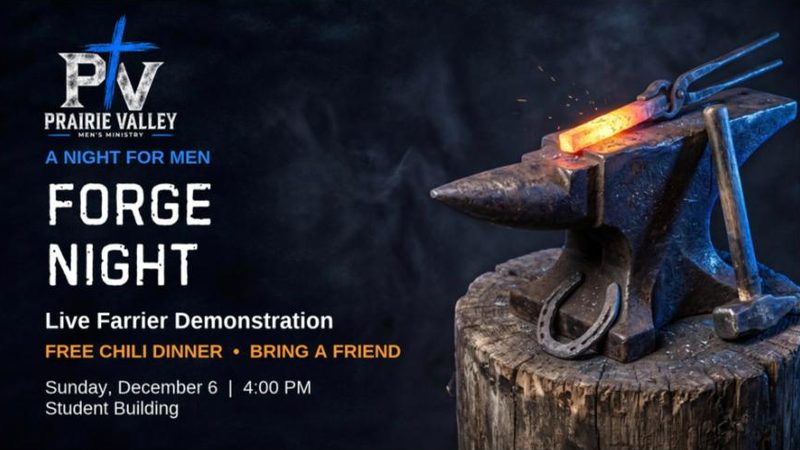 PV
PRAIRIE VALLEY
MEN'S MINISTRY
A NIGHT FOR MEN
FORGE
NIGHT
Live Farrier Demonstration
FREE CHILI DINNER • BRING A FRIEND
Sunday, December 6 | 4:00 PM
Student Building